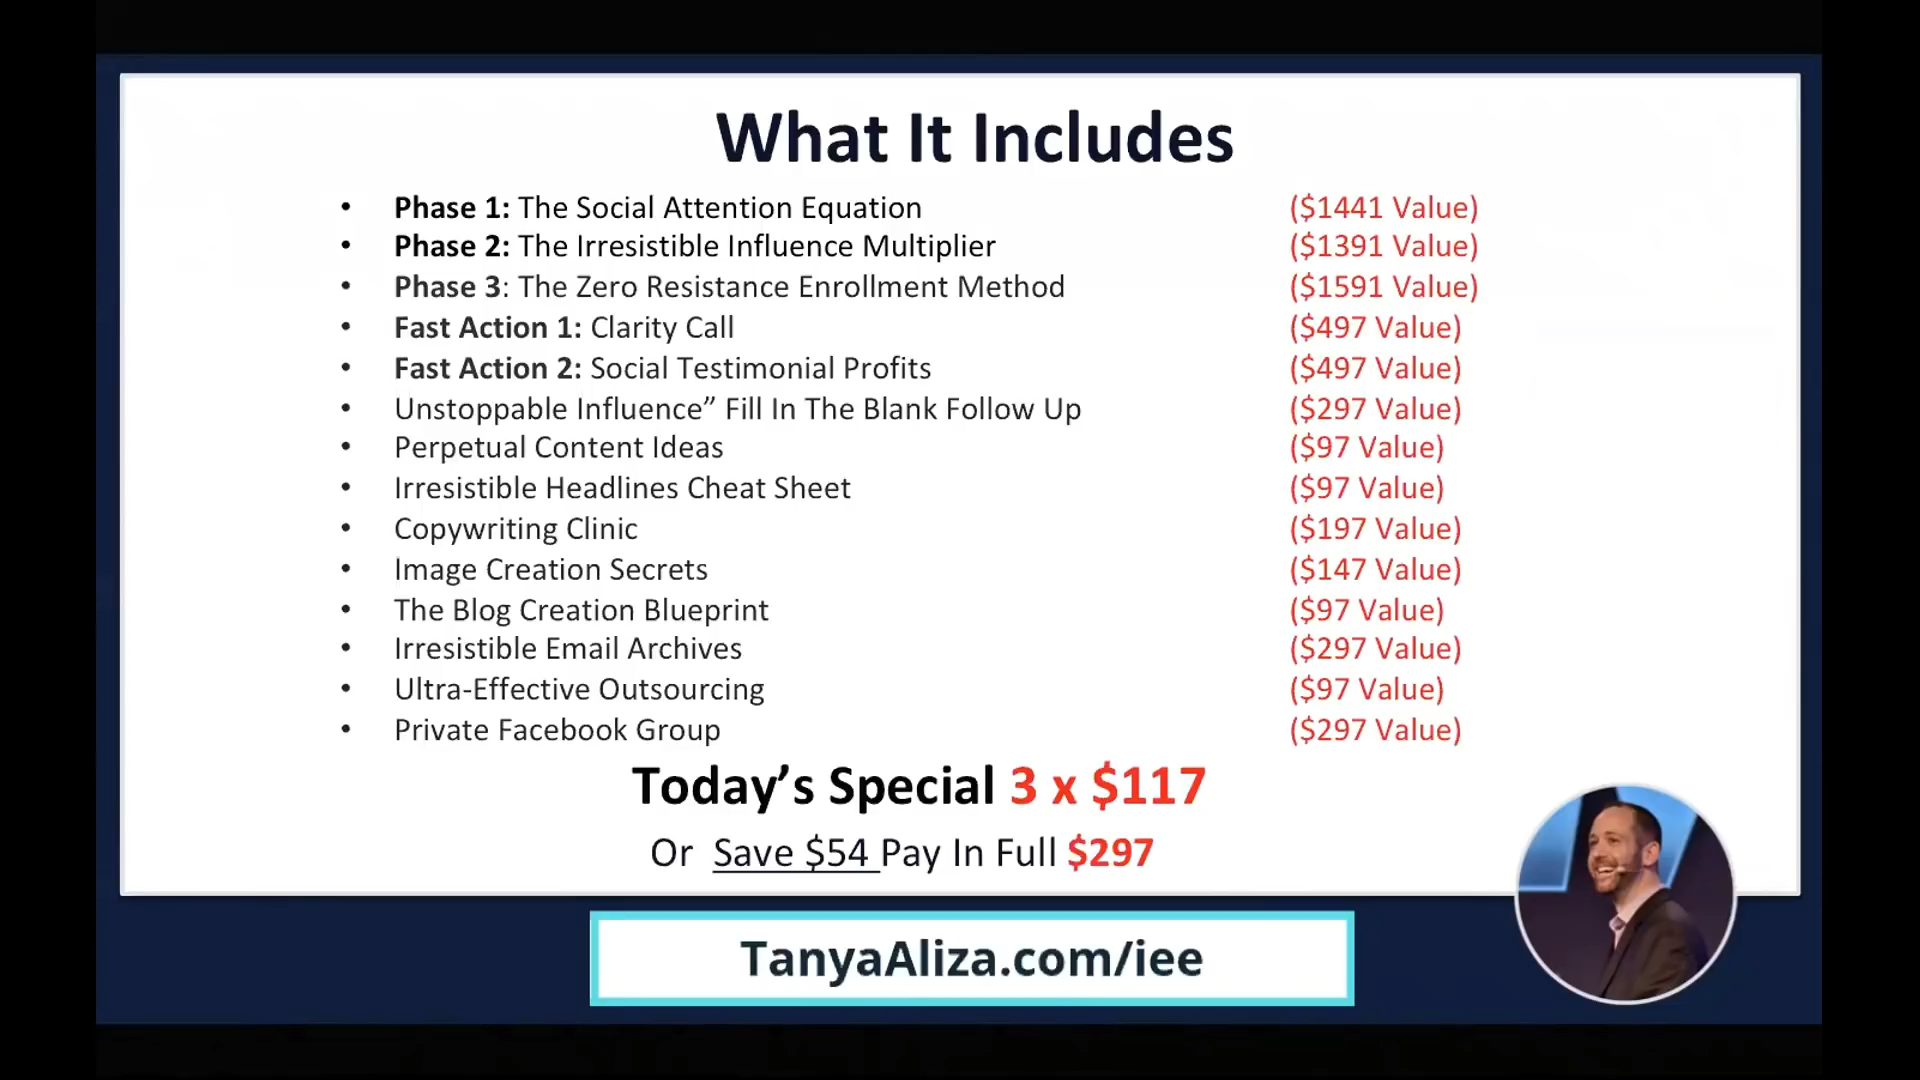 What It Includes
• Phase 1: The Social Attention Equation ($1441 Value)
• Phase 2: The Irresistible Influence Multiplier ($1391 Value)
• Phase 3: The Zero Resistance Enrollment Method ($1591 Value)
• Fast Action 1: Clarity Call ($497 Value)
• Fast Action 2: Social Testimonial Profits ($497 Value)
• Unstoppable Influence” Fill In The Blank Follow Up ($297 Value)
• Perpetual Content Ideas ($97 Value)
• Irresistible Headlines Cheat Sheet ($97 Value)
• Copywriting Clinic ($197 Value)
• Image Creation Secrets ($147 Value)
• The Blog Creation Blueprint ($97 Value)
• Irresistible Email Archives ($297 Value)
• Ultra-Effective Outsourcing ($97 Value)
• Private Facebook Group ($297 Value)
Today’s Special 3 x $117
Or Save $54 Pay In Full $297
TanyaAliza.com/iee